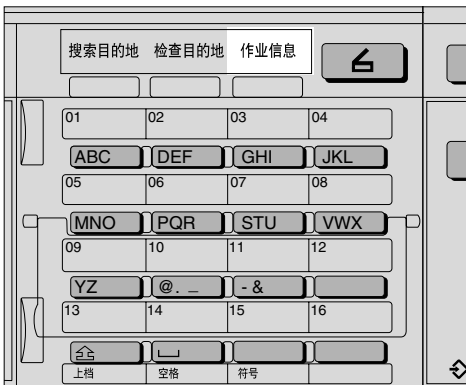 搜索目的地 检查目的地 作业信息
01 02 03 04
ABC DEF GHI JKL
05 06 07 08
MNO PQR STU VWX
09 10 11 12
YZ @. _ - &
13 14 15 16
上档 空格 符号